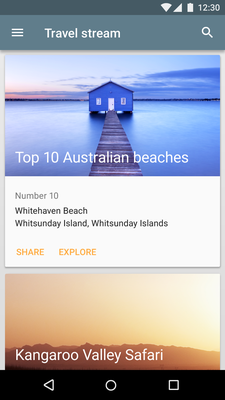 12:30
Travel stream
Top 10 Australian beaches
Number 10
Whitehaven Beach
Whitsunday Island, Whitsunday Islands
SHARE EXPLORE
Kangaroo Valley Safari